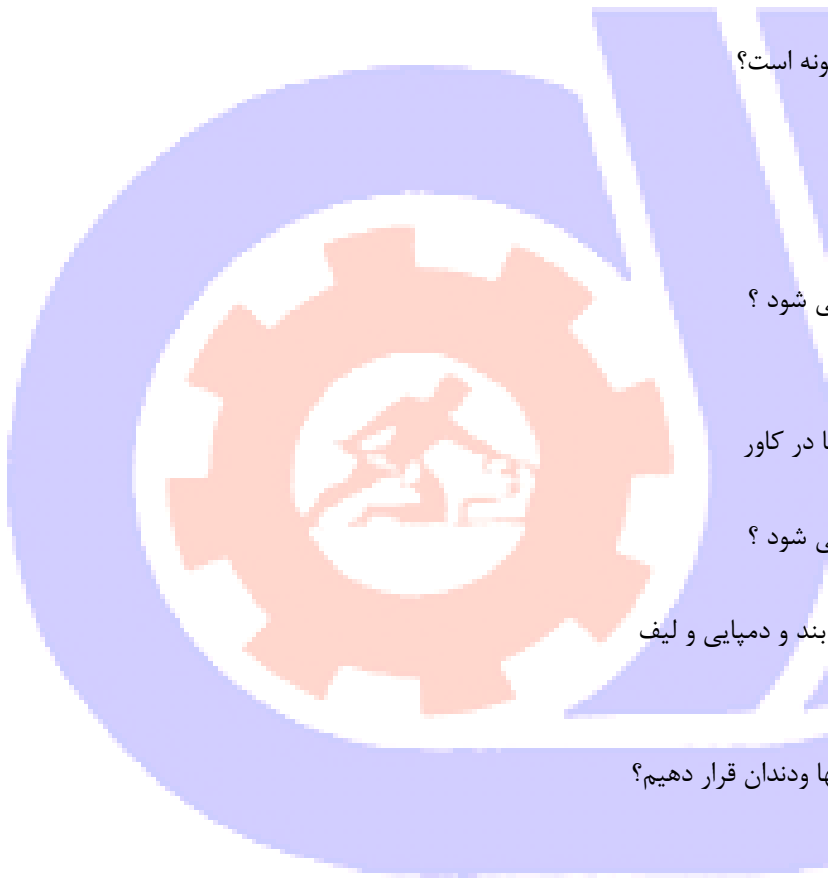 ونه است؟
ی شود ؟
ا در کاور
ی شود ؟
بند و دمپایی و لیف
ها ودندان قرار دهیم؟